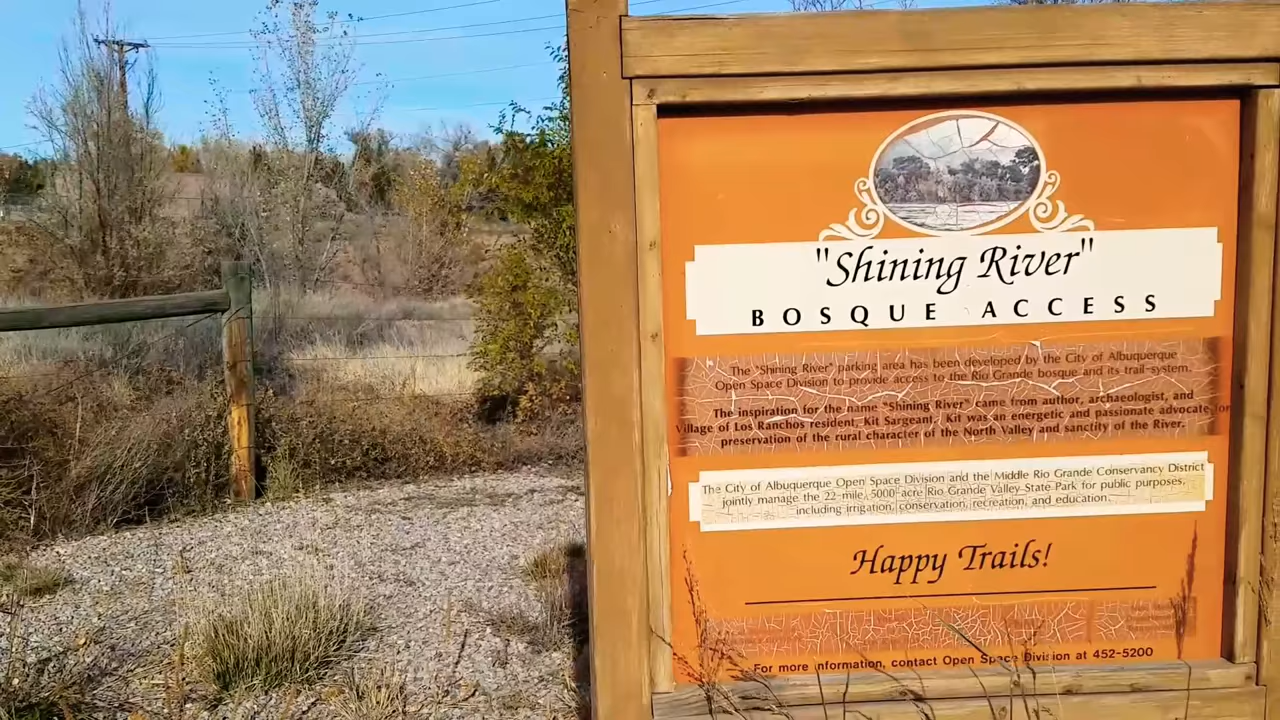 "Shining River"
BOSQUE ACCESS
The "Shining River" parking area has been developed by the City of Albuquerque
Open Space Division to provide access to the Rio Grande bosque and its trail-system.
The inspiration for the name "Shining River" came from author, archaeologist, and
Village of Los Ranchos resident, Kit Sargeant. Kit was an energetic and passionate advocate for
preservation of the rural character of the North Valley and sanctity of the River.
The City of Albuquerque Open Space Division and the Middle Rio Grande Conservancy District
jointly manage the 22-mile, 5000-acre Rio Grande Valley State Park for public purposes,
including irrigation, conservation, recreation, and education.
Happy Trails!
For more information, contact Open Space Division at 452-5200